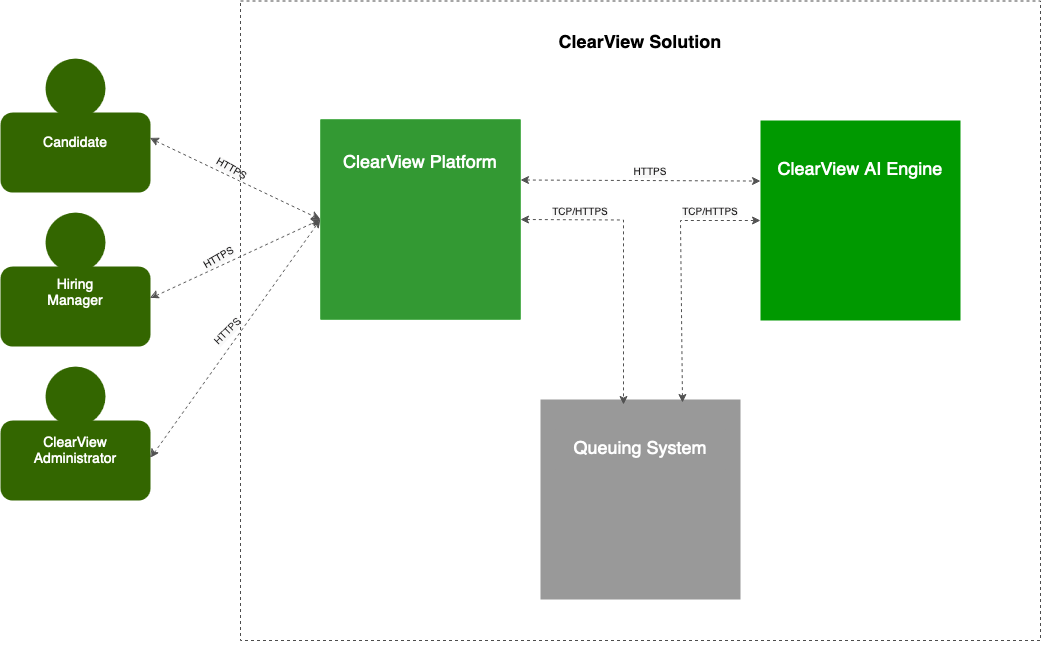 ClearView Solution
Candidate
HTTPS
ClearView Platform
HTTPS
ClearView AI Engine
TCP/HTTPS
TCP/HTTPS
Hiring
Manager
HTTPS
HTTPS
ClearView
Administrator
Queuing System